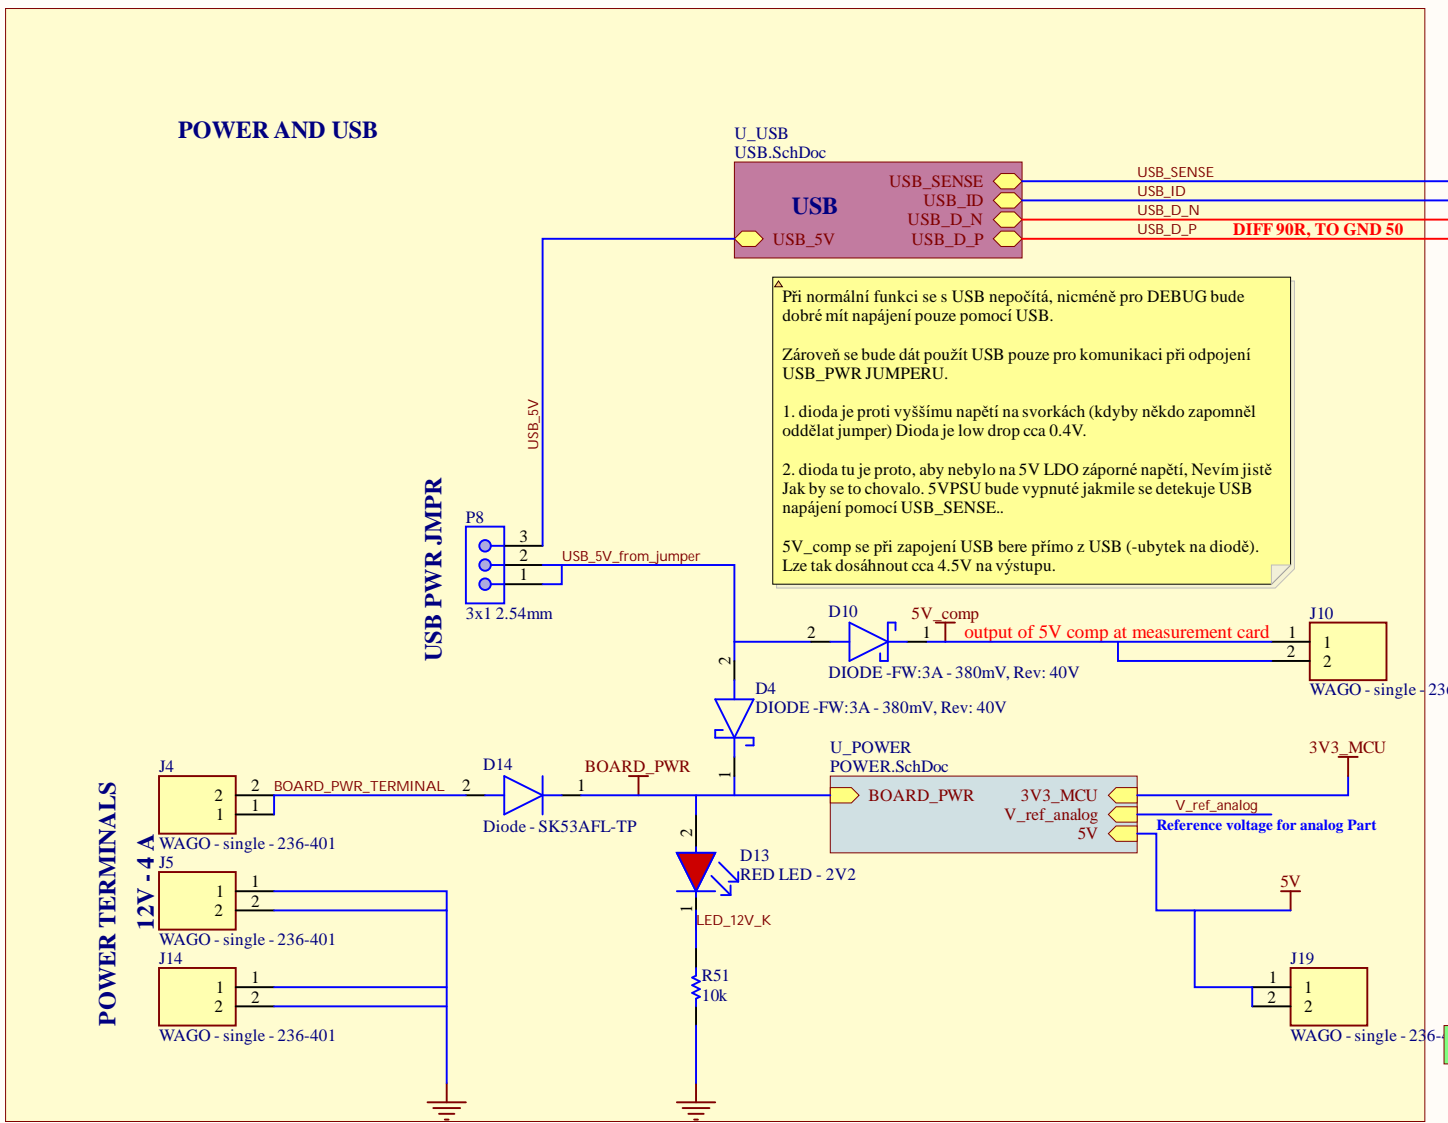 POWER AND USB
U_USB
USB.SchDoc
USB
USB_SENSE
USB_ID
USB_D_N
USB_D_P
USB_5V
USB_SENSE
USB_ID
USB_D_N
USB_D_P
DIFF 90R, TO GND 50
Při normální funkci se s USB nepočítá, nicméně pro DEBUG bude
dobré mít napájení pouze pomocí USB.
Zároveň se bude dát použít USB pouze pro komunikaci při odpojení
USB_PWR JUMPERU.
1. dioda je proti vyššímu napětí na svorkách (kdyby někdo zapomněl
oddělat jumper) Dioda je low drop cca 0.4V.
2. dioda tu je proto, aby nebylo na 5V LDO záporné napětí, Nevím jistě
Jak by se to chovalo. 5VPSU bude vypnuté jakmile se detekuje USB
napájení pomocí USB_SENSE..
5V_comp se při zapojení USB bere přímo z USB (-ubytek na diodě).
Lze tak dosáhnout cca 4.5V na výstupu.
USB_5V
USB PWR JMPR
P8
3
2
1
3x1 2.54mm
USB_5V_from_jumper
D10
2
1
DIODE -FW:3A - 380mV, Rev: 40V
5V_comp
output of 5V comp at measurement card
J10
1
2
1
2
WAGO - single - 236
2
D4
DIODE -FW:3A - 380mV, Rev: 40V
1
POWER TERMINALS
12V - 4 A
J4
2
1
2
1
WAGO - single - 236-401
BOARD_PWR_TERMINAL
D14
2
1
Diode - SK53AFL-TP
BOARD_PWR
U_POWER
POWER.SchDoc
BOARD_PWR
3V3_MCU
V_ref_analog
5V
3V3_MCU
V_ref_analog
Reference voltage for analog Part
J5
1
2
1
2
WAGO - single - 236-401
2
D13
RED LED - 2V2
1
LED_12V_K
5V
J14
1
2
1
2
WAGO - single - 236-401
R51
10k
J19
1
2
1
2
WAGO - single - 236-